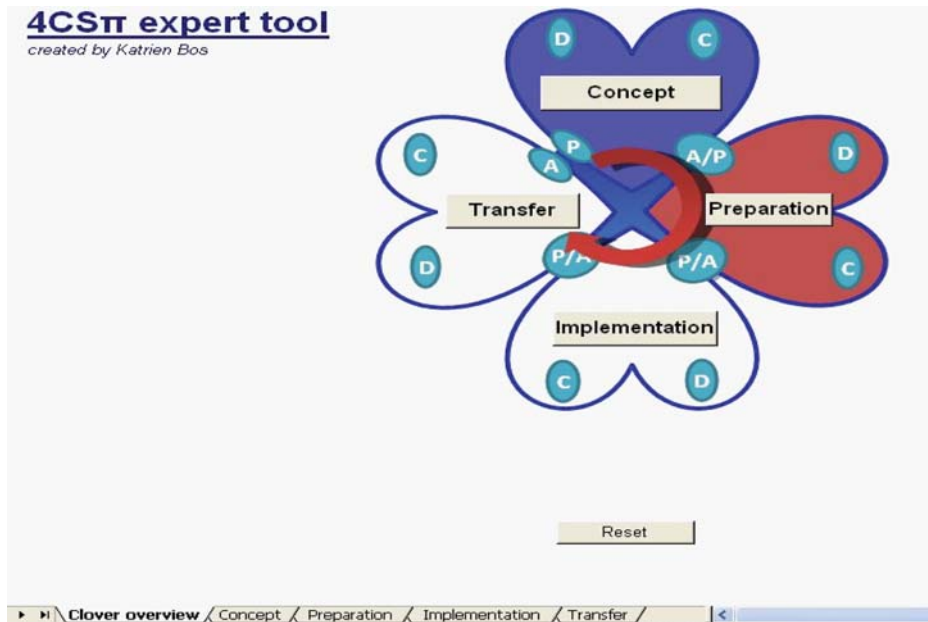 4CSπ expert tool
created by Katrien Bos
D
C
Concept
P
A
A/P
C
D
Transfer
Preparation
D
C
P/A
P/A
Implementation
C
D
Reset
Clover overview
Concept
Preparation
Implementation
Transfer